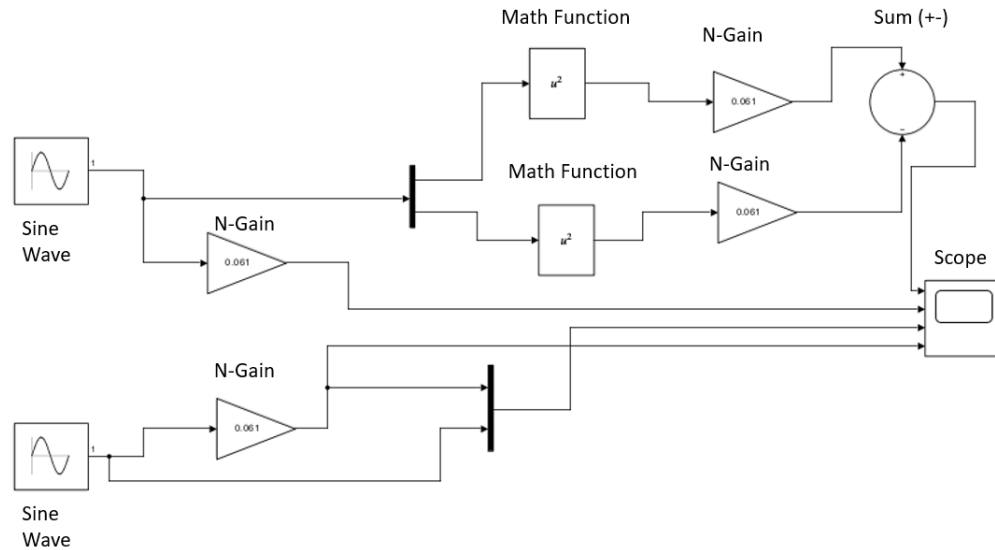 Math Function
Sum (+-)
N-Gain
u²
0.061
+
−
1
Math Function
N-Gain
Sine
Wave
N-Gain
u²
0.061
0.061
Scope
N-Gain
0.061
1
Sine
Wave